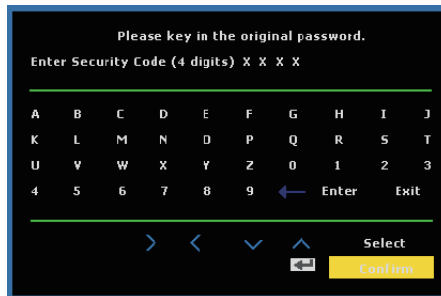 Please key in the original password.
Enter Security Code (4 digits) X X X X
A B C D E F G H I J
K L M N O P Q R S T
U V W X Y Z 0 1 2 3
4 5 6 7 8 9 ← Enter Exit
> < ∨ ∧ Select
Confirm